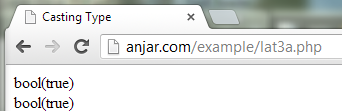 Casting Type
anjar.com/example/lat3a.php
bool(true)
bool(true)